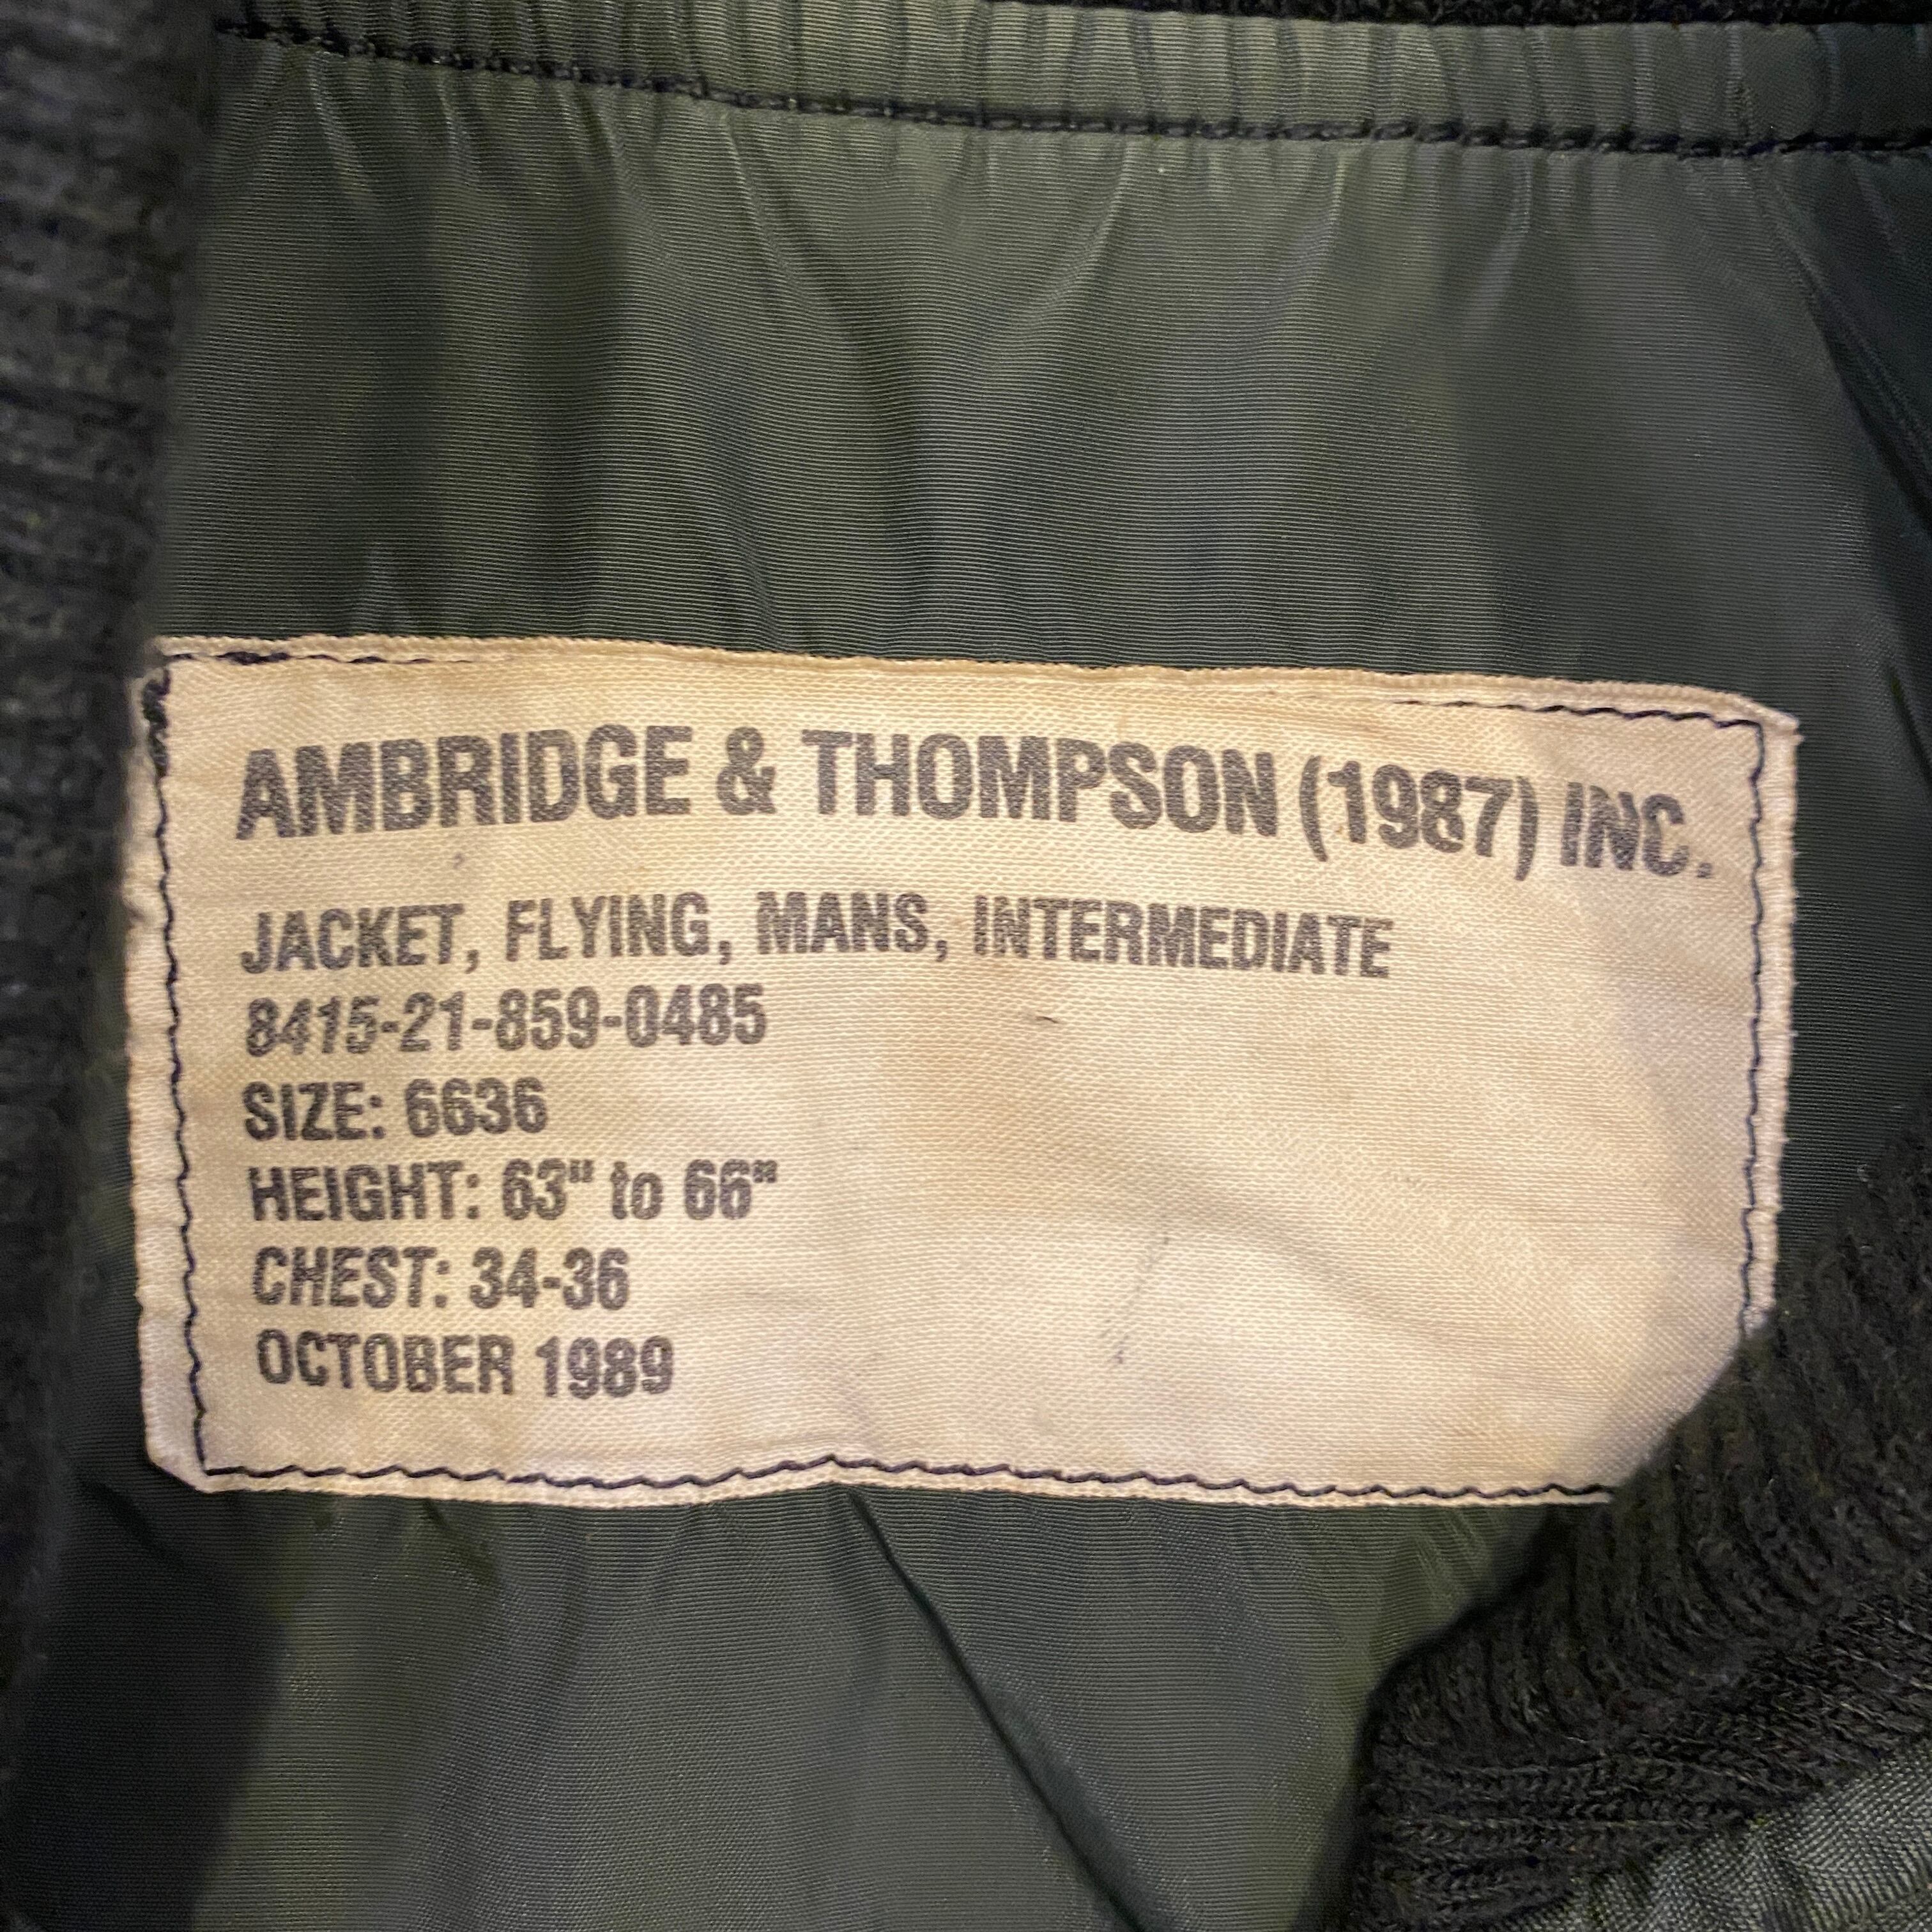 AMBRIDGE & THOMPSON (1987) INC.
JACKET, FLYING, MANS, INTERMEDIATE
8415-21-859-0485
SIZE: 6636
HEIGHT: 63" to 66"
CHEST: 34-36
OCTOBER 1989